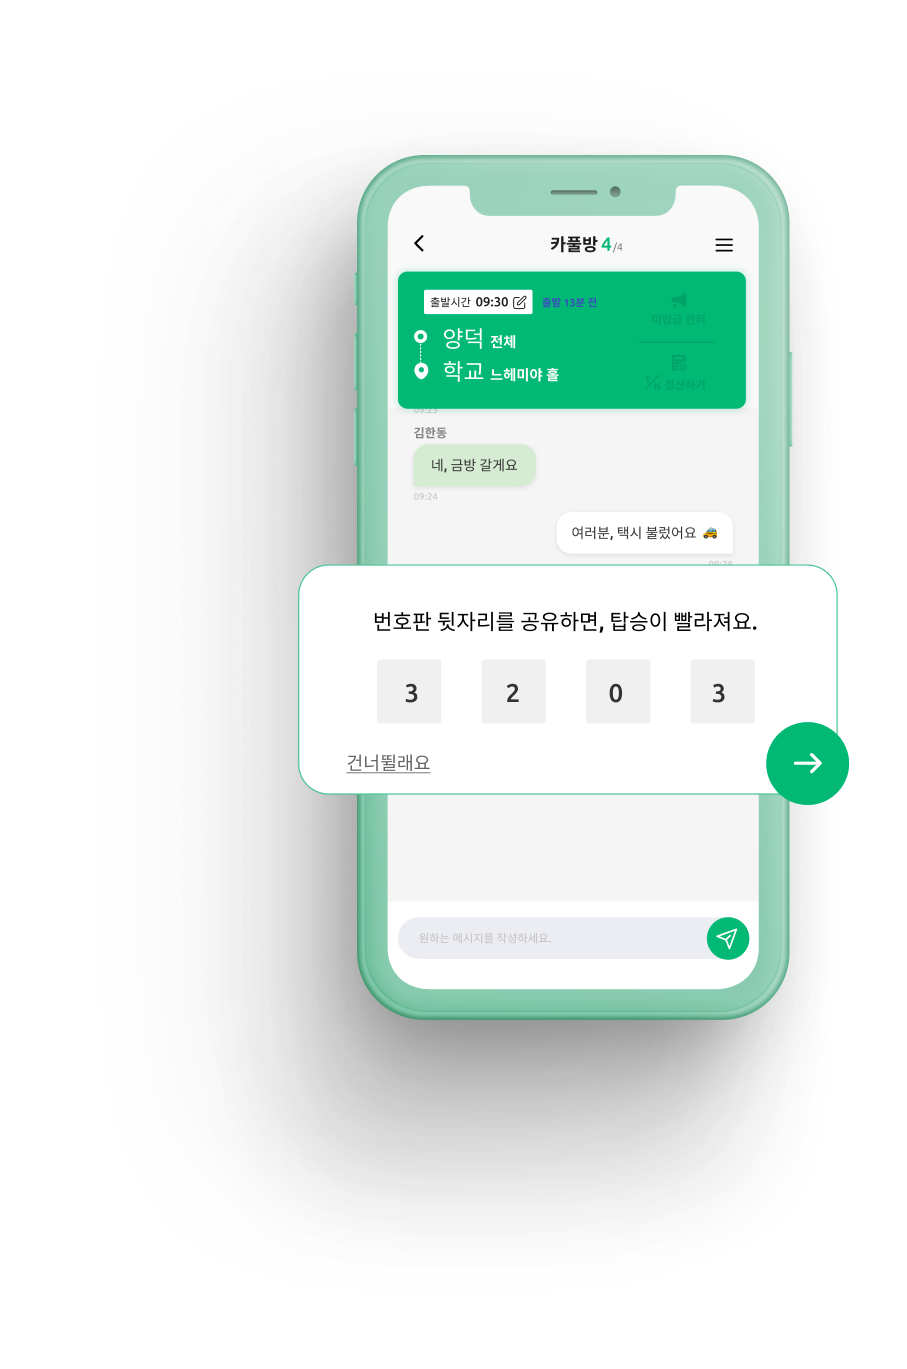 카풀방 4/4
출발시간 09:30 출발 13분 전
미입금 관리
양덕 전체
학교 느헤미야 홀
1/N 정산하기
09:23
김한동
네, 금방 갈게요
09:24
여러분, 택시 불렀어요 🚕
09:28
번호판 뒷자리를 공유하면, 탑승이 빨라져요.
3 2 0 3
건너뛸래요
원하는 메시지를 작성하세요.